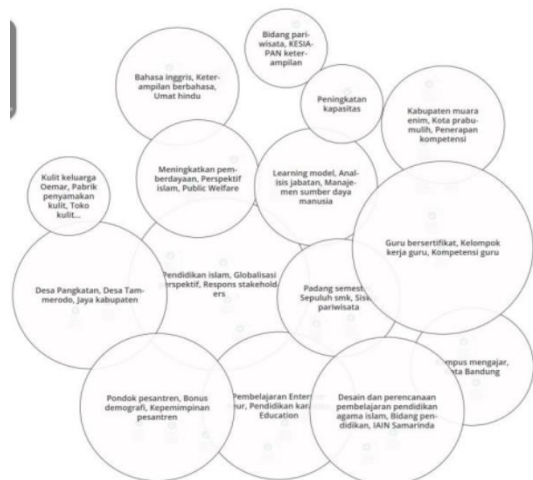 Bidang pari-
wisata, KESIA-
PAN keter-
ampilan
Bahasa inggris, Keter-
ampilan berbahasa,
Umat hindu
Peningkatan
kapasitas
Kabupaten muara
enim, Kota prabu-
mulih, Penerapan
kompetensi
Meningkatkan pem-
berdayaan, Perspektif
islam, Public Welfare
Learning model, Anal-
isis jabatan, Manaje-
men sumber daya
manusia
Kulit keluarga
Oemar, Pabrik
penyamakan
kulit, Toko
kulit...
Guru bersertifikat, Kelompok
kerja guru, Kompetensi guru
Pendidikan islam, Globalisasi
perspektif, Respons stakehold-
ers
Desa Pangkatan, Desa Tam-
merodo, Jaya kabupaten
Padang semest
Sepuluh smk, Sis
pariwisata
mpus mengajar,
ta Bandung
Pondok pesantren, Bonus
demografi, Kepemimpinan
pesantren
Pembelajaran Enter
eur, Pendidikan kar
Education
Desain dan perencanaan
pembelajaran pendidikan
agama islam, Bidang pen-
didikan, IAIN Samarinda